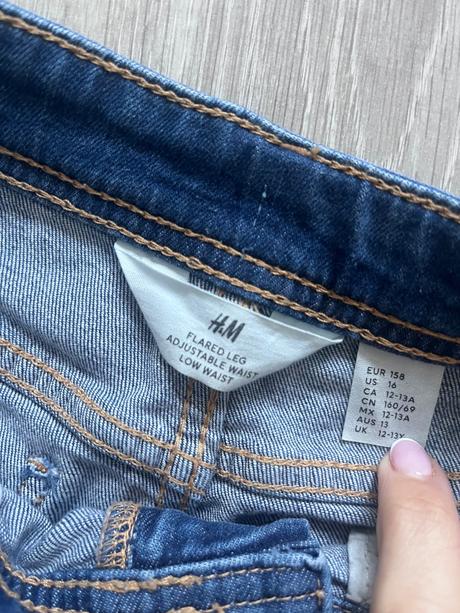 H&M
FLARED LEG
ADJUSTABLE WAIST
LOW WAIST
EUR 158
US 16
CA 12-13A
CN 160/69
MX 12-13A
AUS 13
UK 12-13Y